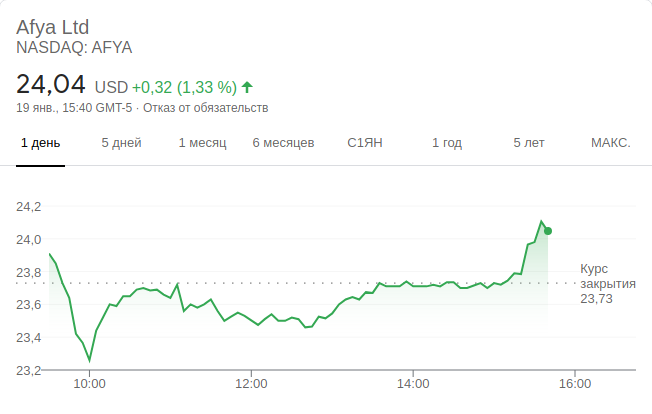 Afya Ltd
NASDAQ: AFYA
24,04 USD +0,32 (1,33 %)
19 янв., 15:40 GMT-5 · Отказ от обязательств
1 день 5 дней 1 месяц 6 месяцев С1ЯН 1 год 5 лет МАКС.
24,2
24,0
23,8
23,6
23,4
23,2
Курс
закрытия
23,73
10:00 12:00 14:00 16:00